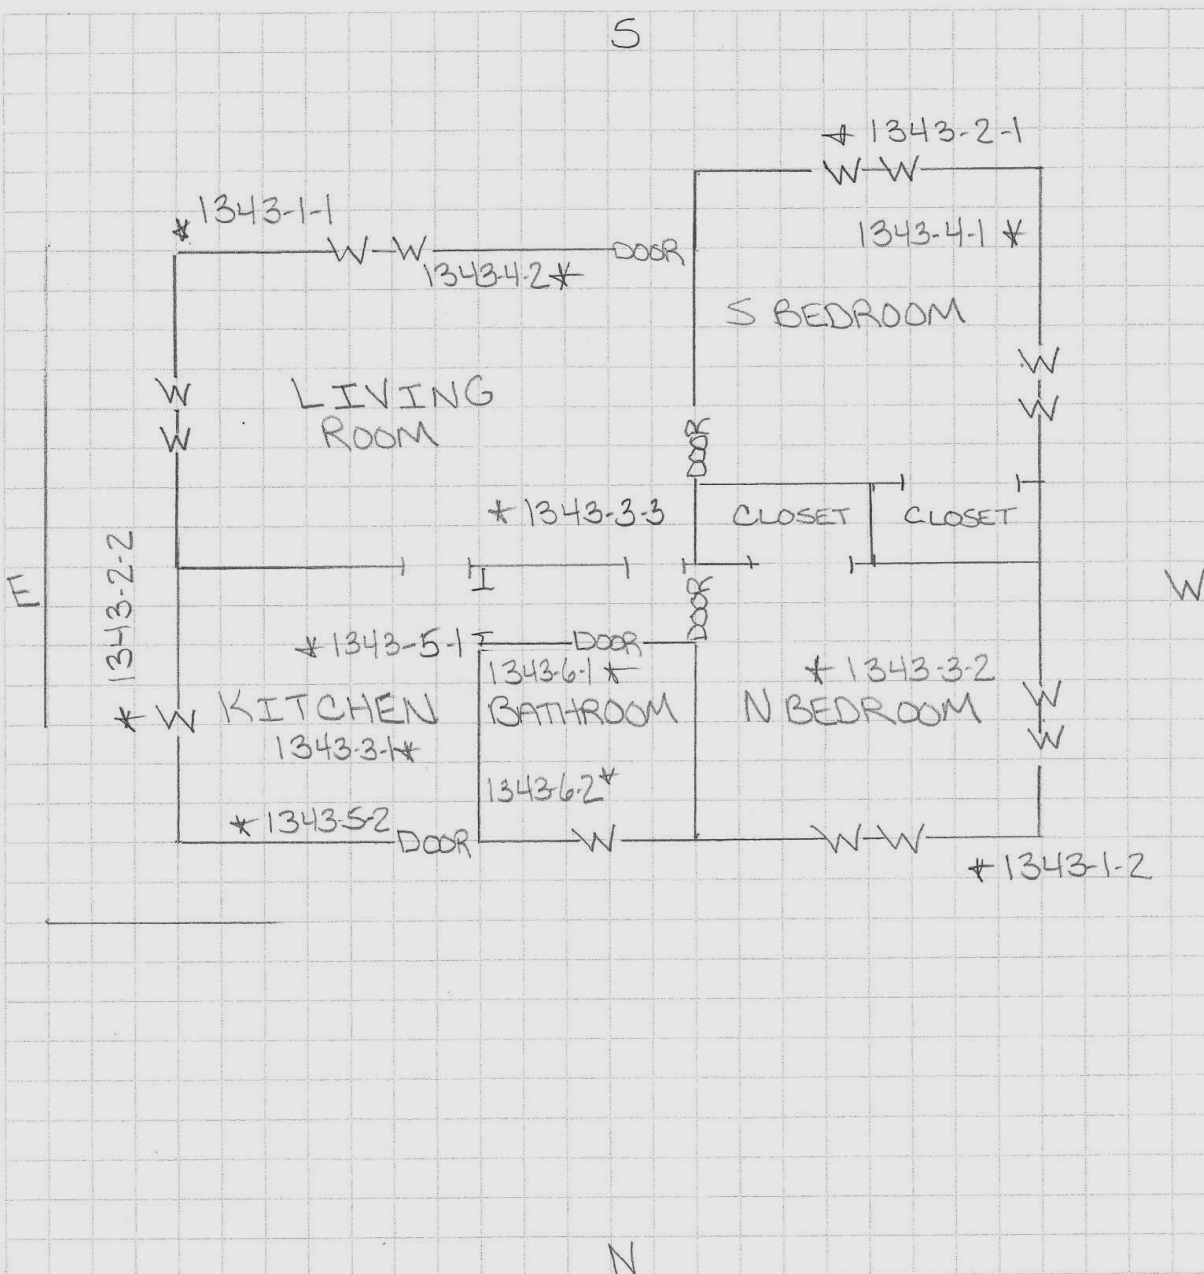 S
* 1343-2-1
W W
* 1343-1-1
1343-4-1 *
W W DOOR
1343-4-2 *
S BEDROOM
W
W
LIVING
ROOM
W
W
DOOR
* 1343-3-3
CLOSET
CLOSET
1343-2-2
E
W
DOOR
* 1343-5-1
DOOR
1343-6-1 *
* 1343-3-2
* W
KITCHEN
BATHROOM
N BEDROOM
W
W
1343-3-1 *
1343-6-2 *
* 1343-5-2
DOOR
W
W W
* 1343-1-2
N